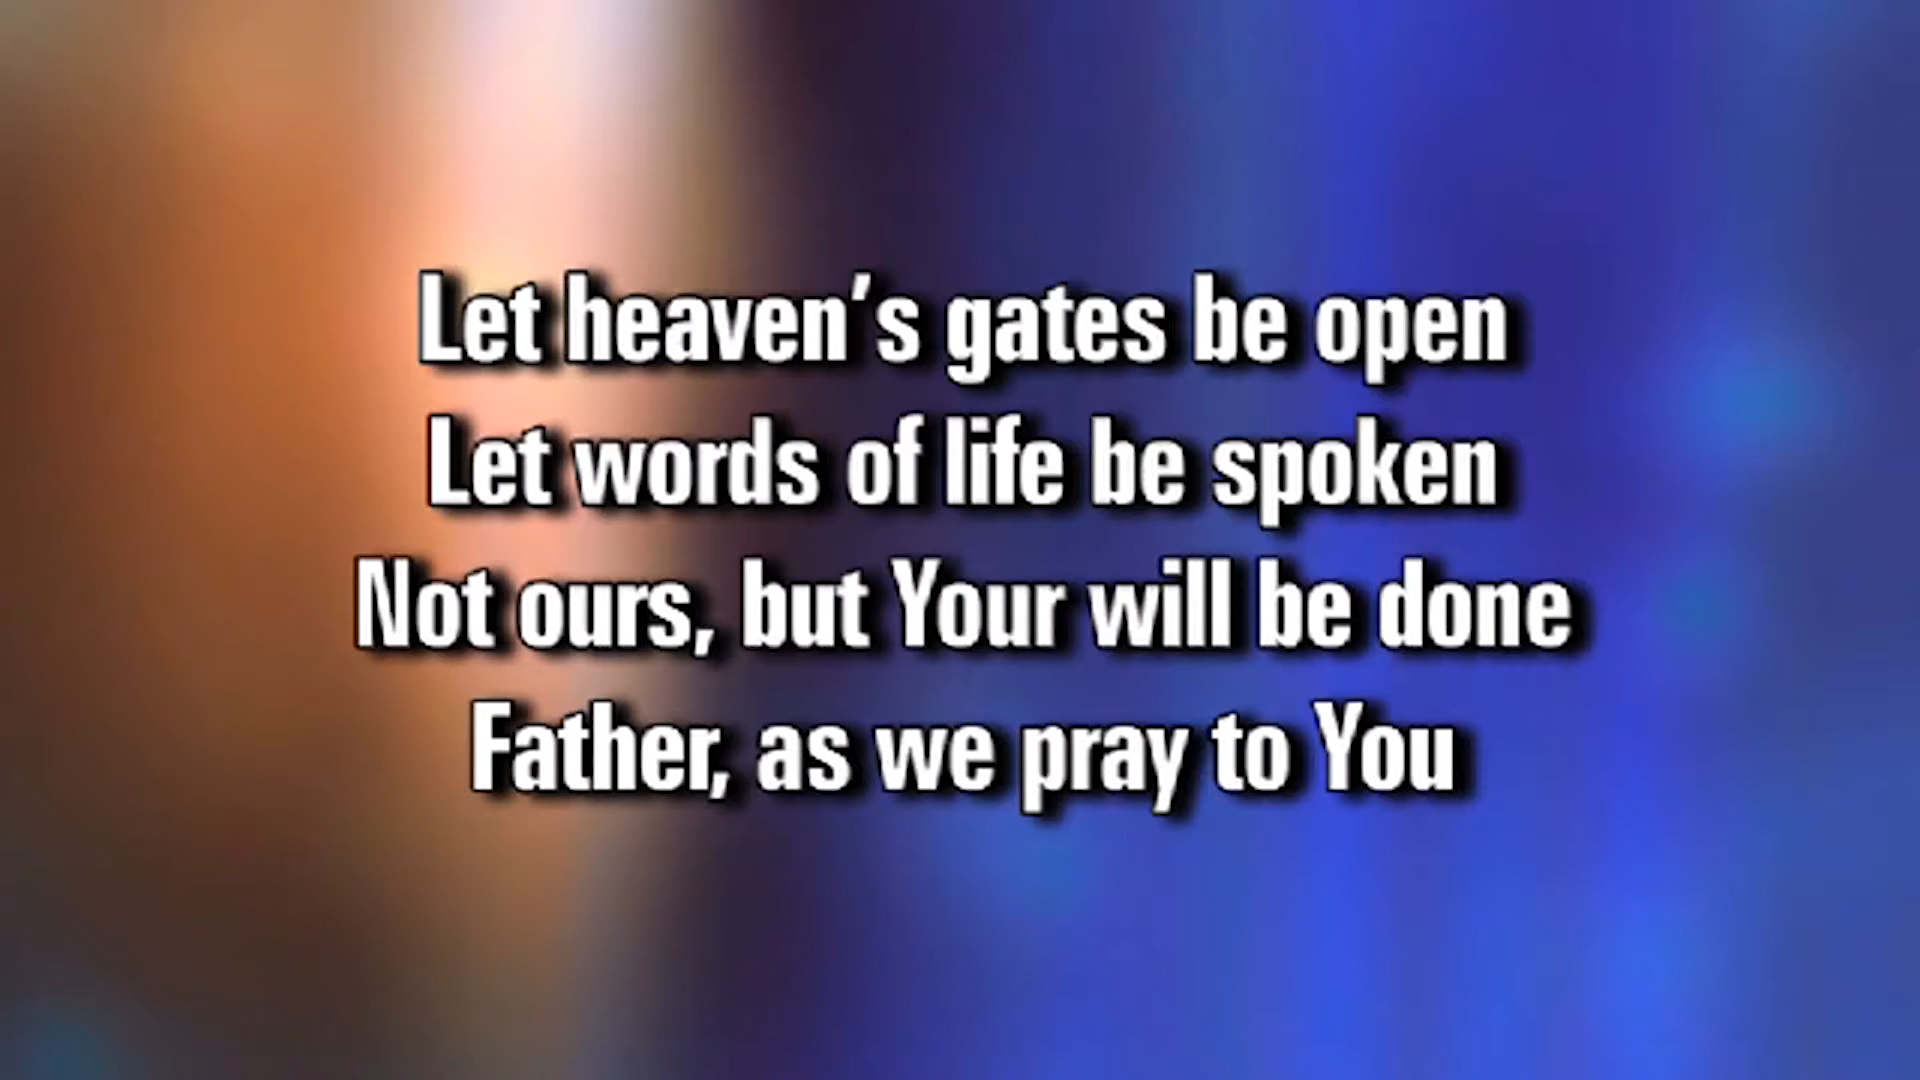 Let heaven’s gates be open
Let words of life be spoken
Not ours, but Your will be done
Father, as we pray to You